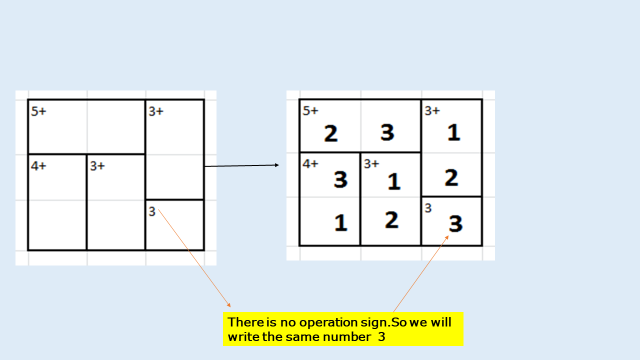 5+ 3+
4+ 3+
3
5+ 3+
2 3 1
4+ 3+
3 1 2
3
1 2 3
There is no operation sign.So we will
write the same number 3